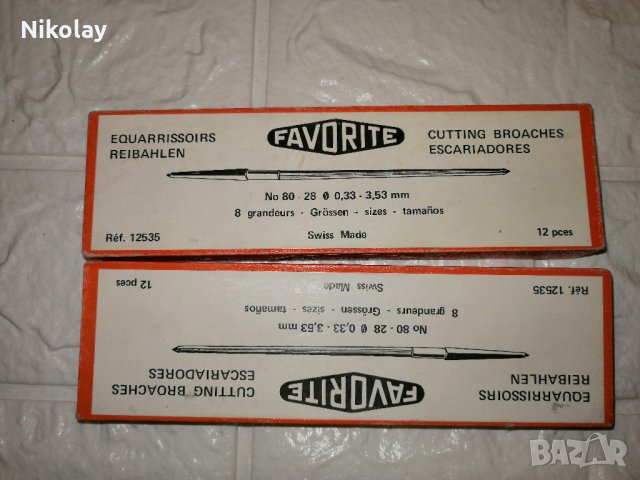 Nikolay
EQUARRISSOIRS
REIBAHLEN
FAVORITE
CUTTING BROACHES
ESCARIADORES
No 80 - 28 Ø 0,33 - 3,53 mm
8 grandeurs - Grössen - sizes - tamaños
Réf. 12535
Swiss Made
12 pces
EQUARRISSOIRS
REIBAHLEN
FAVORITE
CUTTING BROACHES
ESCARIADORES
No 80 - 28 Ø 0,33 - 3,53 mm
8 grandeurs - Grössen - sizes - tamaños
Réf. 12535
Swiss Made
12 pces
BAZAR